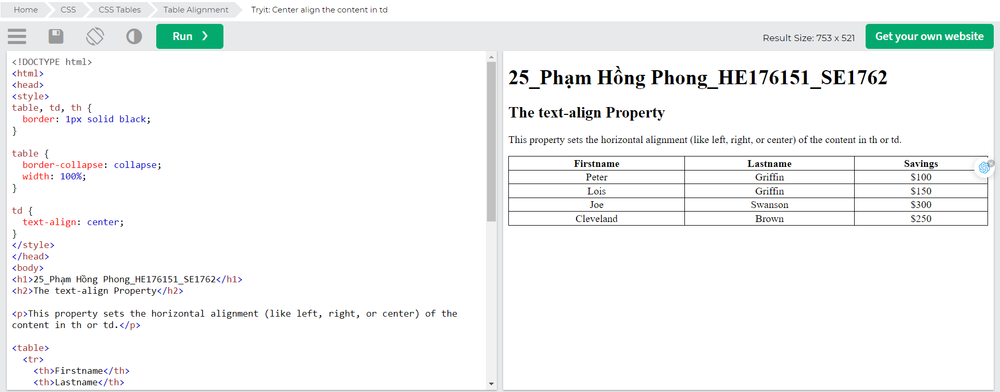 Home CSS CSS Tables Table Alignment Tryit: Center align the content in td
Run ❯ Result Size: 753 x 521 Get your own website
<!DOCTYPE html>
<html>
<head>
<style>
table, td, th {
  border: 1px solid black;
}

table {
  border-collapse: collapse;
  width: 100%;
}

td {
  text-align: center;
}
</style>
</head>
<body>
<h1>25_Phạm Hồng Phong_HE176151_SE1762</h1>
<h2>The text-align Property</h2>

<p>This property sets the horizontal alignment (like left, right, or center) of the
content in th or td.</p>

<table>
  <tr>
    <th>Firstname</th>
    <th>Lastname</th>
25_Phạm Hồng Phong_HE176151_SE1762
The text-align Property
This property sets the horizontal alignment (like left, right, or center) of the content in th or td.
Firstname Lastname Savings
Peter Griffin $100
Lois Griffin $150
Joe Swanson $300
Cleveland Brown $250